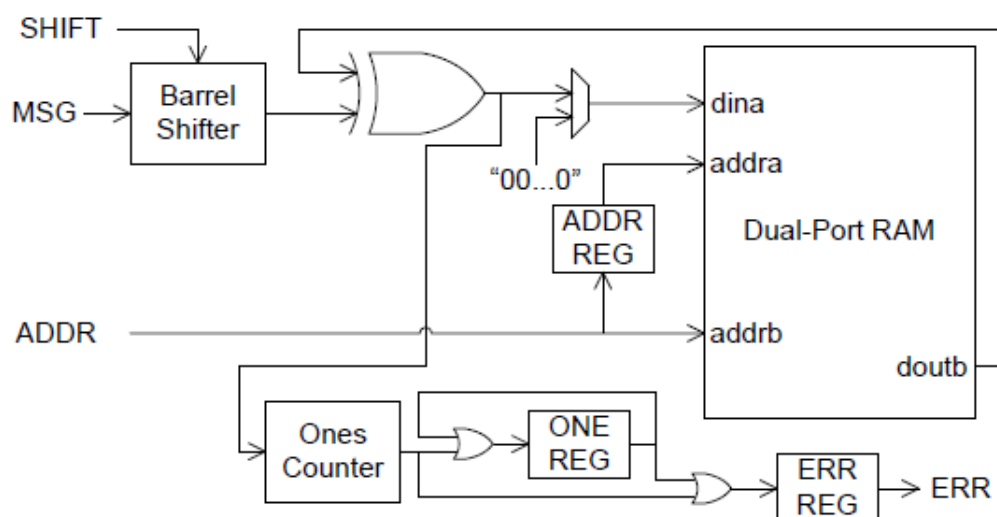 SHIFT
MSG
Barrel
Shifter
dina
"00...0"
addra
ADDR
REG
Dual-Port RAM
ADDR
addrb
doutb
Ones
Counter
ONE
REG
ERR
REG
ERR